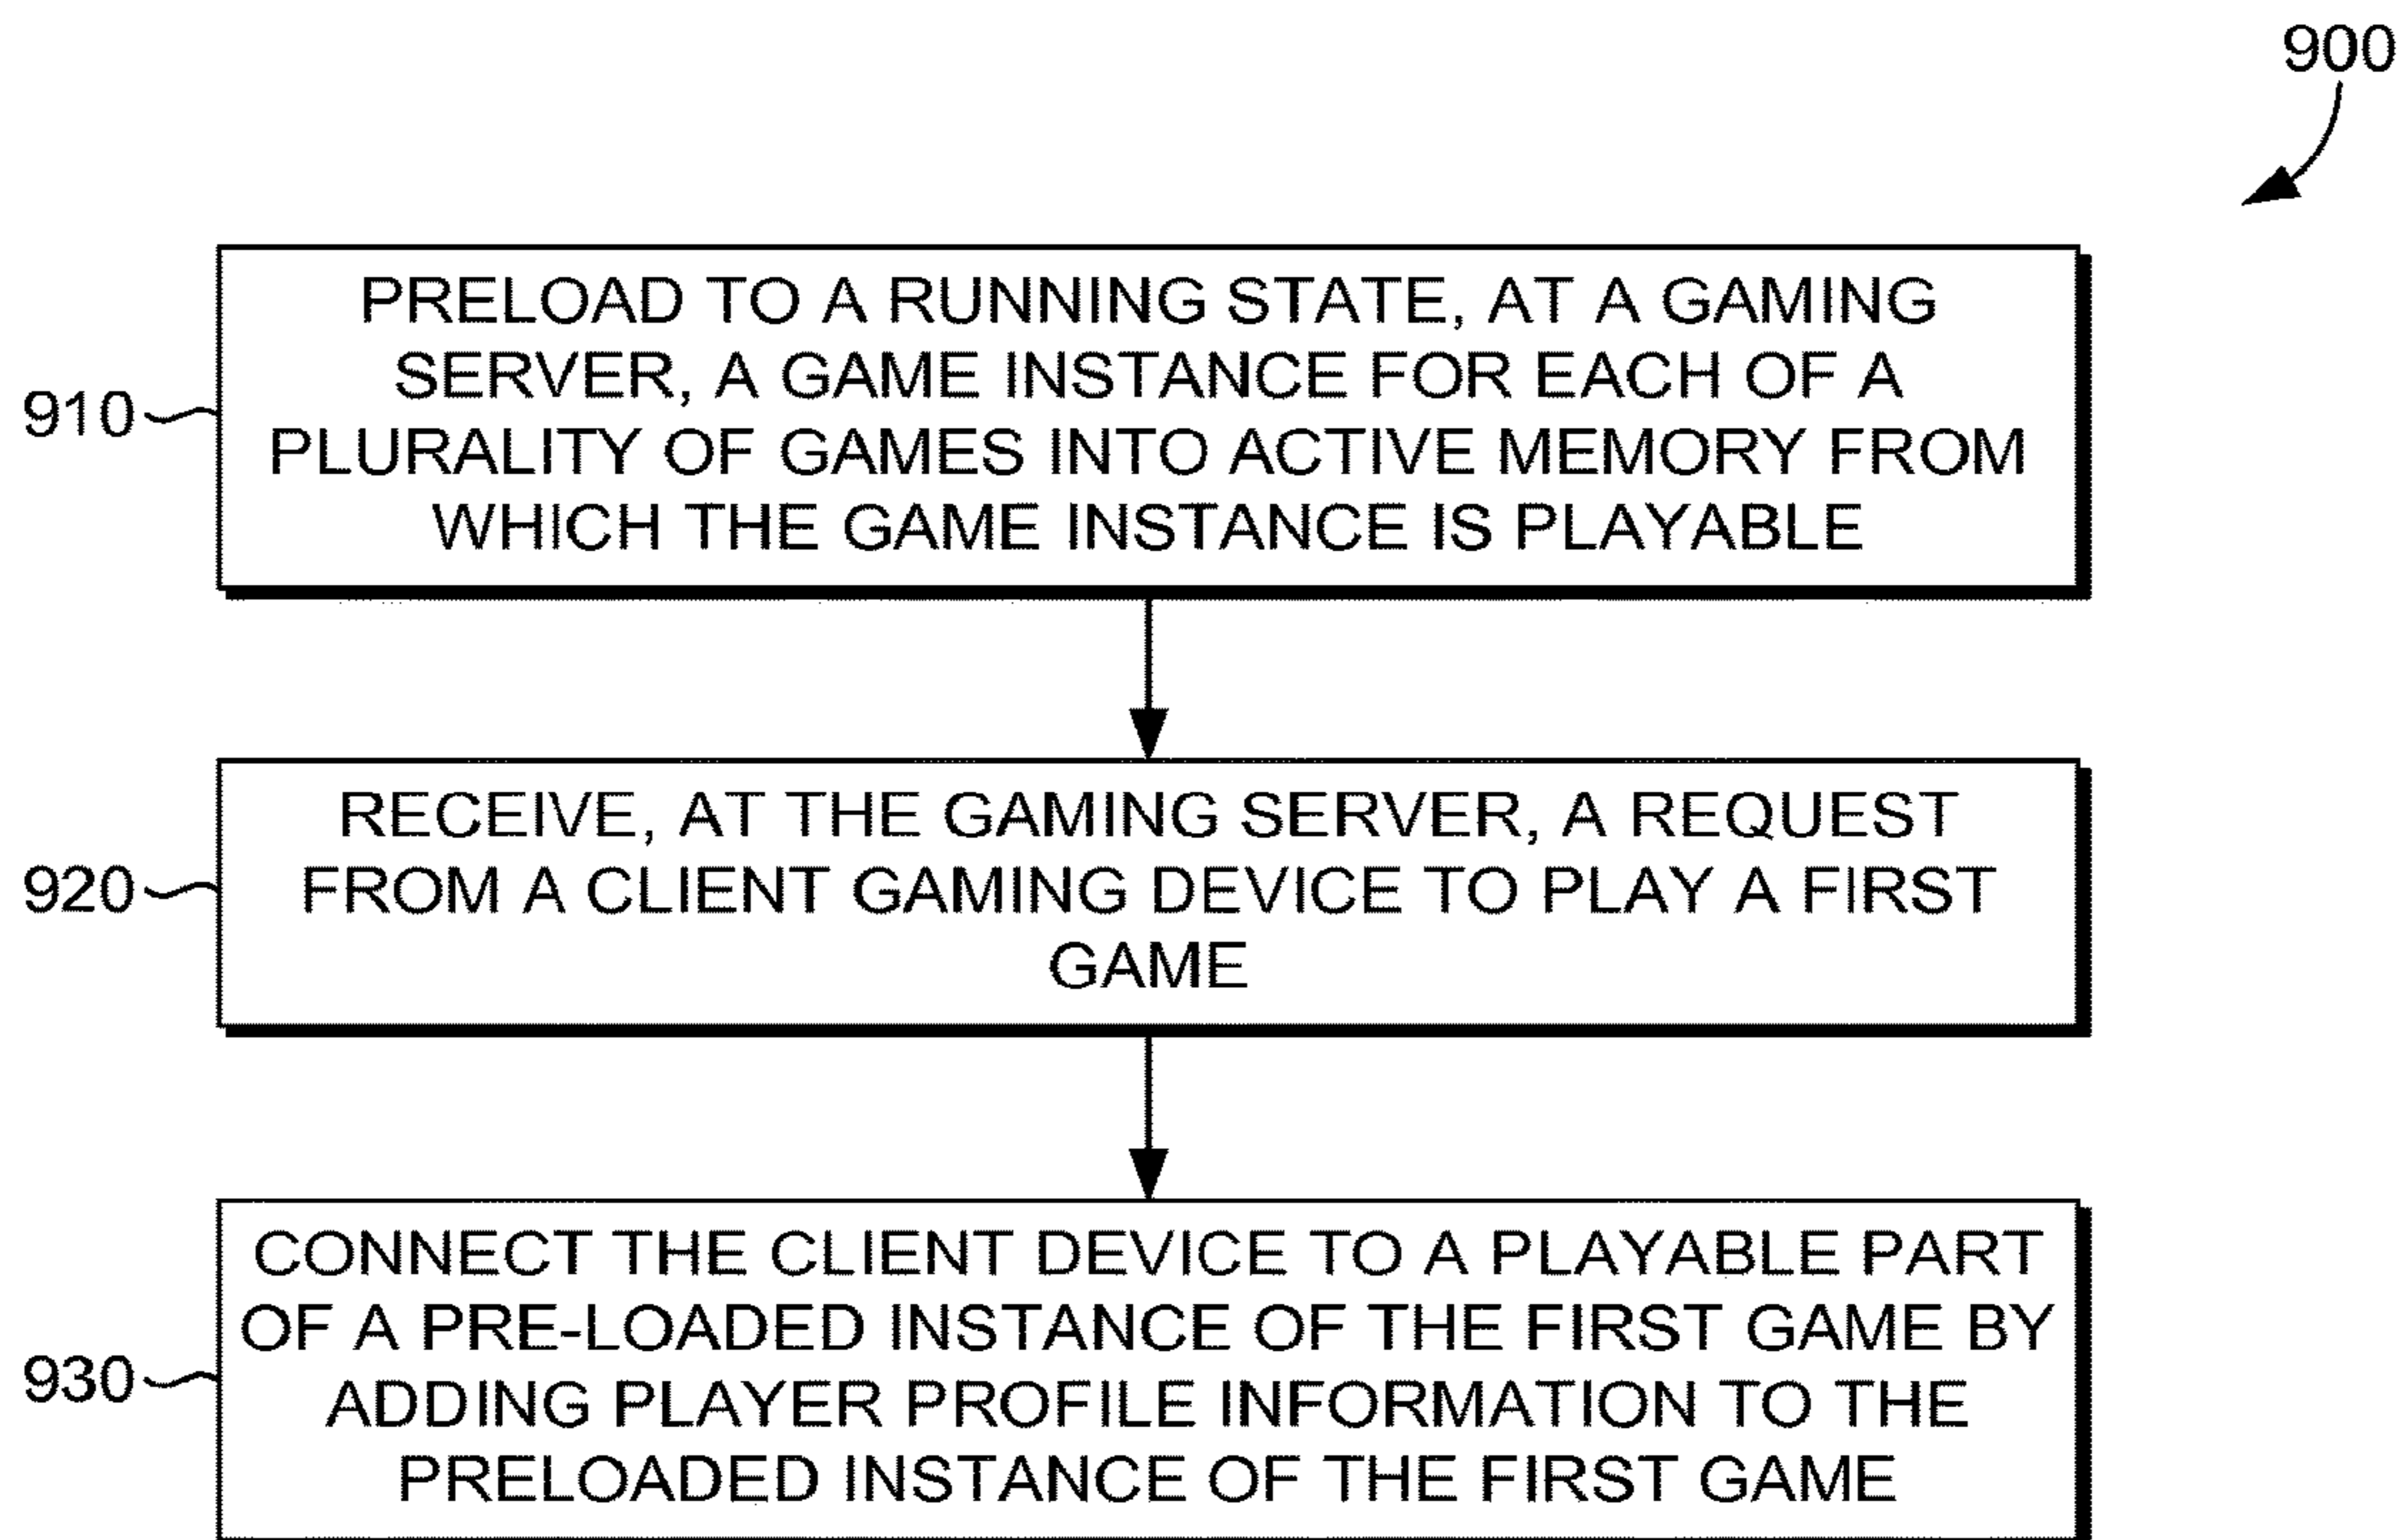 900
PRELOAD TO A RUNNING STATE, AT A GAMING
SERVER, A GAME INSTANCE FOR EACH OF A
PLURALITY OF GAMES INTO ACTIVE MEMORY FROM
WHICH THE GAME INSTANCE IS PLAYABLE
910
RECEIVE, AT THE GAMING SERVER, A REQUEST
FROM A CLIENT GAMING DEVICE TO PLAY A FIRST
GAME
920
CONNECT THE CLIENT DEVICE TO A PLAYABLE PART
OF A PRE-LOADED INSTANCE OF THE FIRST GAME BY
ADDING PLAYER PROFILE INFORMATION TO THE
PRELOADED INSTANCE OF THE FIRST GAME
930